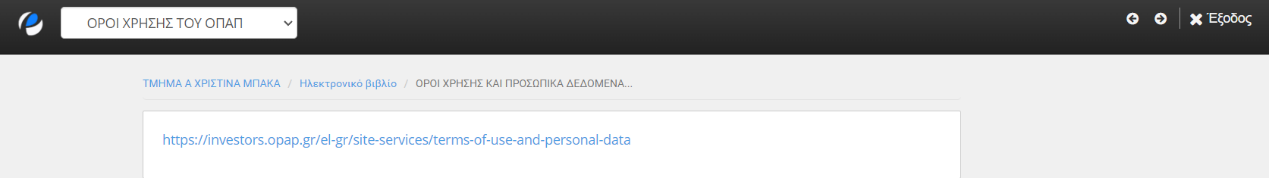 ΟΡΟΙ ΧΡΗΣΗΣ ΤΟΥ ΟΠΑΠ
Έξοδος
ΤΜΗΜΑ Α ΧΡΙΣΤΙΝΑ ΜΠΑΚΑ / Ηλεκτρονικό βιβλίο / ΟΡΟΙ ΧΡΗΣΗΣ ΚΑΙ ΠΡΟΣΩΠΙΚΑ ΔΕΔΟΜΕΝΑ...
https://investors.opap.gr/el-gr/site-services/terms-of-use-and-personal-data